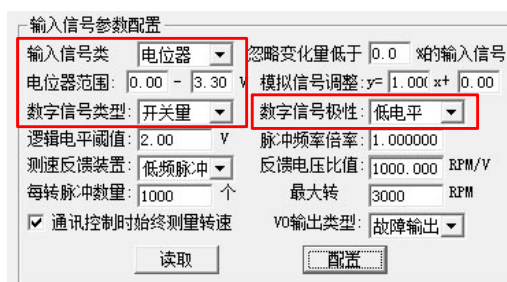 输入信号参数配置
输入信号类 电位器 忽略变化量低于 0.0 %的输入信号
电位器范围: 0.00 - 3.30 V 模拟信号调整: y= 1.00( x+ 0.00
数字信号类型: 开关量 数字信号极性: 低电平
逻辑电平阈值: 2.00 V 脉冲频率倍率: 1.000000
测速反馈装置: 低频脉冲 反馈电压比值: 1000.000 RPM/V
每转脉冲数量: 1000 个 最大转 3000 RPM
通讯控制时始终测量转速 VO输出类型: 故障输出
读取 配置